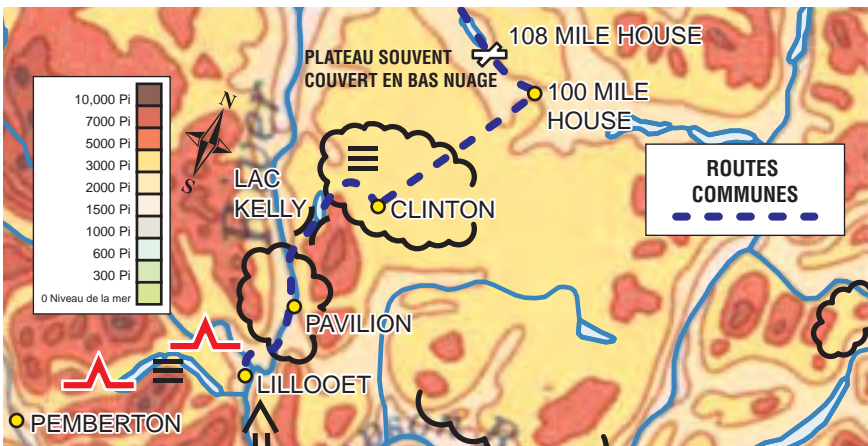 108 MILE HOUSE
PLATEAU SOUVENT
COUVERT EN BAS NUAGE
100 MILE
HOUSE
10,000 Pi
7000 Pi
5000 Pi
3000 Pi
2000 Pi
1500 Pi
1000 Pi
600 Pi
300 Pi
0 Niveau de la mer
N
S
River
LAC
KELLY
CLINTON
ROUTES
COMMUNES
PAVILION
LILLOOET
PEMBERTON